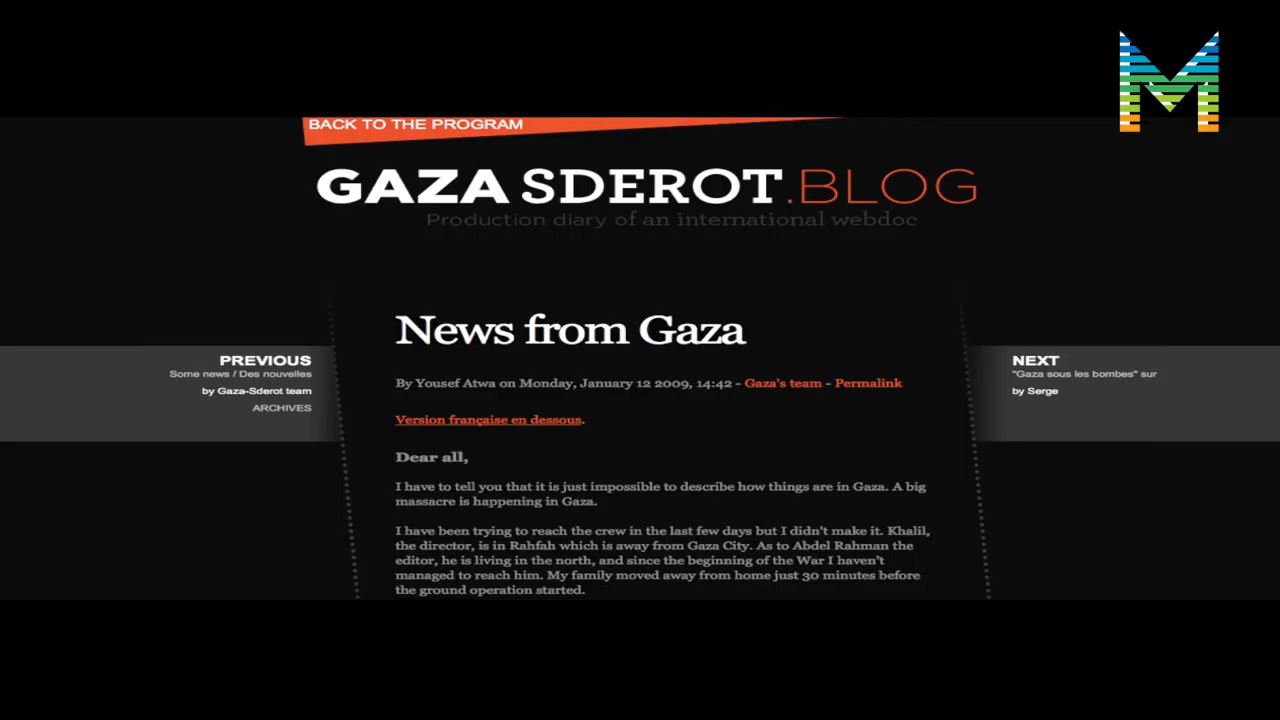 BACK TO THE PROGRAM
GAZA SDEROT.BLOG
Production diary of an international webdoc
News from Gaza
PREVIOUS
Some news / Des nouvelles
by Gaza-Sderot team
ARCHIVES
NEXT
"Gaza sous les bombes" sur
by Serge
By Yousef Atwa on Monday, January 12 2009, 14:42 - Gaza's team - Permalink
Version française en dessous.
Dear all,
I have to tell you that it is just impossible to describe how things are in Gaza. A big
massacre is happening in Gaza.
I have been trying to reach the crew in the last few days but I didn't make it. Khalil,
the director, is in Rahfah which is away from Gaza City. As to Abdel Rahman the
editor, he is living in the north, and since the beginning of the War I haven't
managed to reach him. My family moved away from home just 30 minutes before
the ground operation started.
M